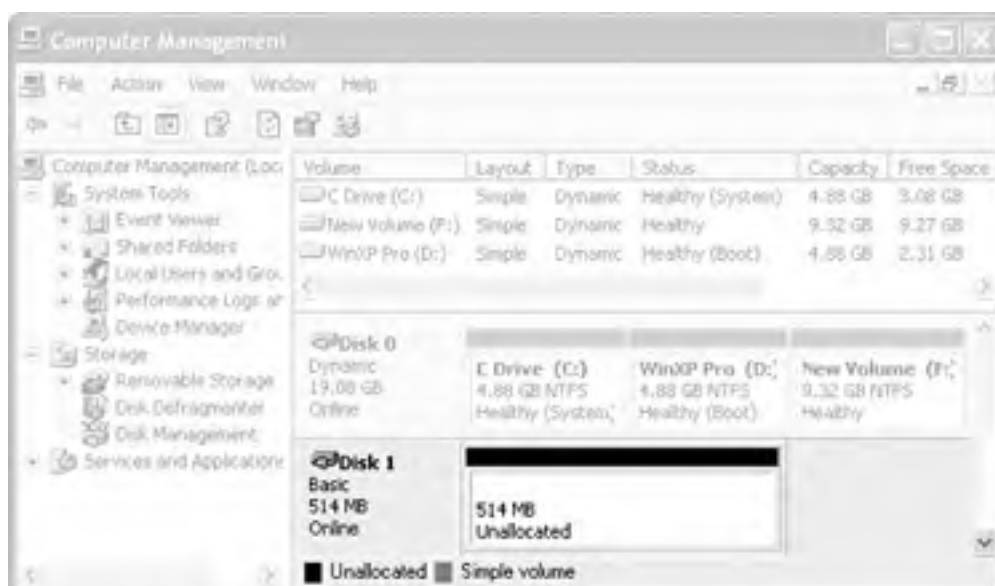 Computer Management
File Action View Window Help
Computer Management (Loca
System Tools
Event Viewer
Shared Folders
Local Users and Grou
Performance Logs an
Device Manager
Storage
Removable Storage
Disk Defragmenter
Disk Management
Services and Applications
Volume Layout Type Status Capacity Free Space
C Drive (C:) Simple Dynamic Healthy (System) 4.88 GB 3.08 GB
New Volume (F:) Simple Dynamic Healthy 9.32 GB 9.27 GB
WinXP Pro (D:) Simple Dynamic Healthy (Boot) 4.88 GB 2.31 GB
Disk 0
Dynamic
19.08 GB
Online
C Drive (C:)
4.88 GB NTFS
Healthy (System)
WinXP Pro (D:)
4.88 GB NTFS
Healthy (Boot)
New Volume (F:)
9.32 GB NTFS
Healthy
Disk 1
Basic
514 MB
Online
514 MB
Unallocated
Unallocated Simple volume